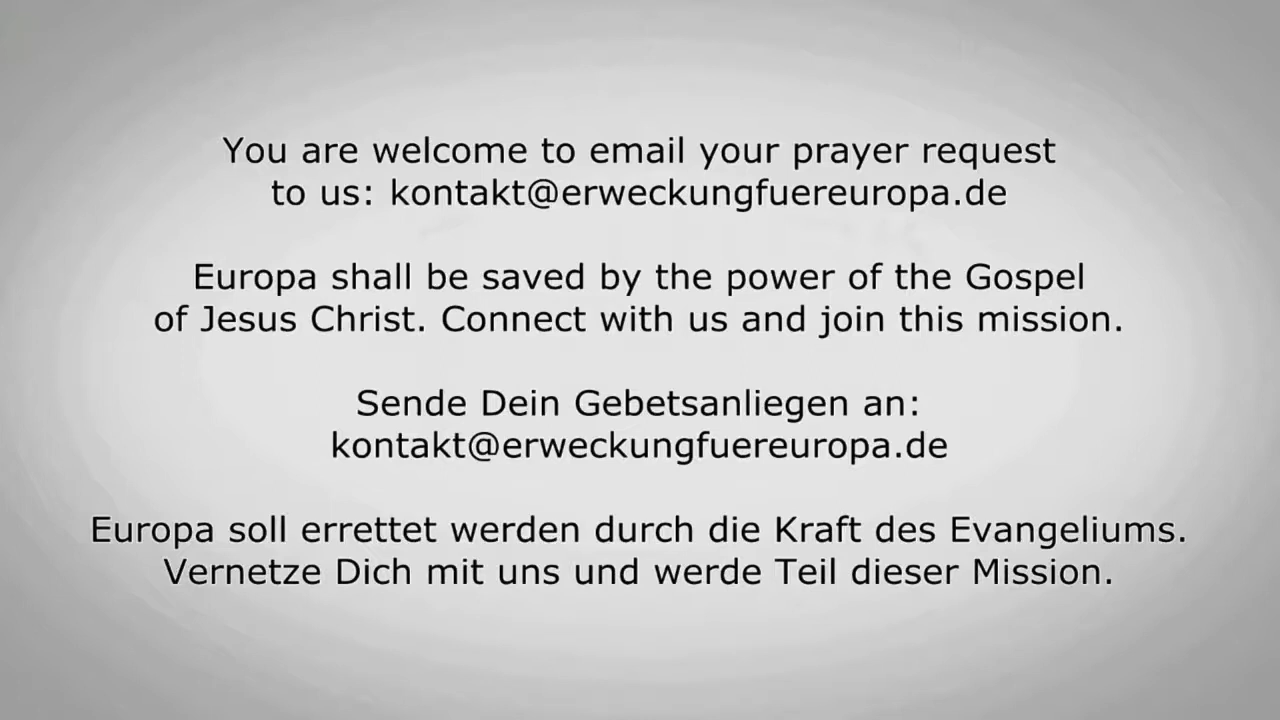 You are welcome to email your prayer request
to us: kontakt@erweckungfuereuropa.de
Europa shall be saved by the power of the Gospel
of Jesus Christ. Connect with us and join this mission.
Sende Dein Gebetsanliegen an:
kontakt@erweckungfuereuropa.de
Europa soll errettet werden durch die Kraft des Evangeliums.
Vernetze Dich mit uns und werde Teil dieser Mission.